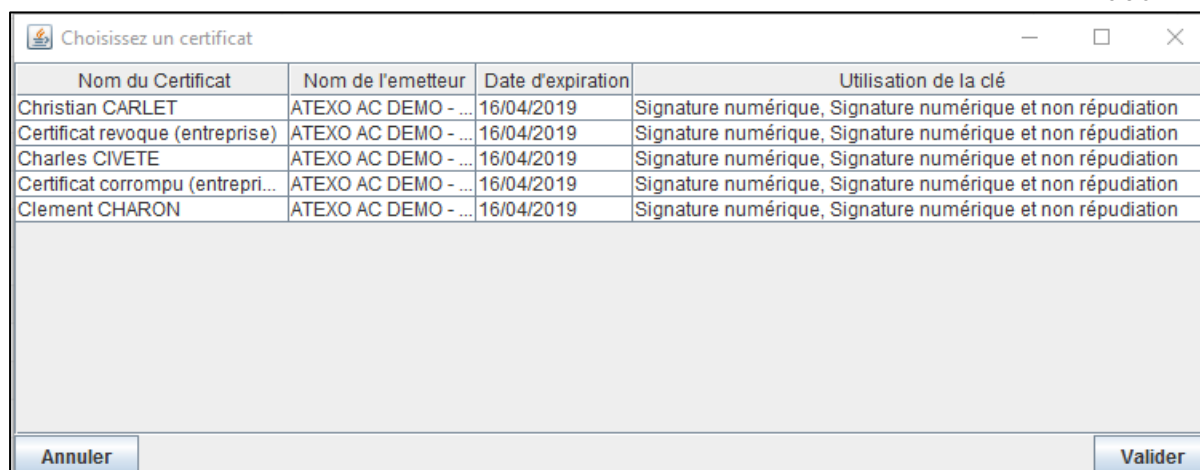 Choisissez un certificat
Nom du Certificat Nom de l'emetteur Date d'expiration Utilisation de la clé
Christian CARLET ATEXO AC DEMO - ... 16/04/2019 Signature numérique, Signature numérique et non répudiation
Certificat revoque (entreprise) ATEXO AC DEMO - ... 16/04/2019 Signature numérique, Signature numérique et non répudiation
Charles CIVETE ATEXO AC DEMO - ... 16/04/2019 Signature numérique, Signature numérique et non répudiation
Certificat corrompu (entrepri... ATEXO AC DEMO - ... 16/04/2019 Signature numérique, Signature numérique et non répudiation
Clement CHARON ATEXO AC DEMO - ... 16/04/2019 Signature numérique, Signature numérique et non répudiation
Annuler Valider